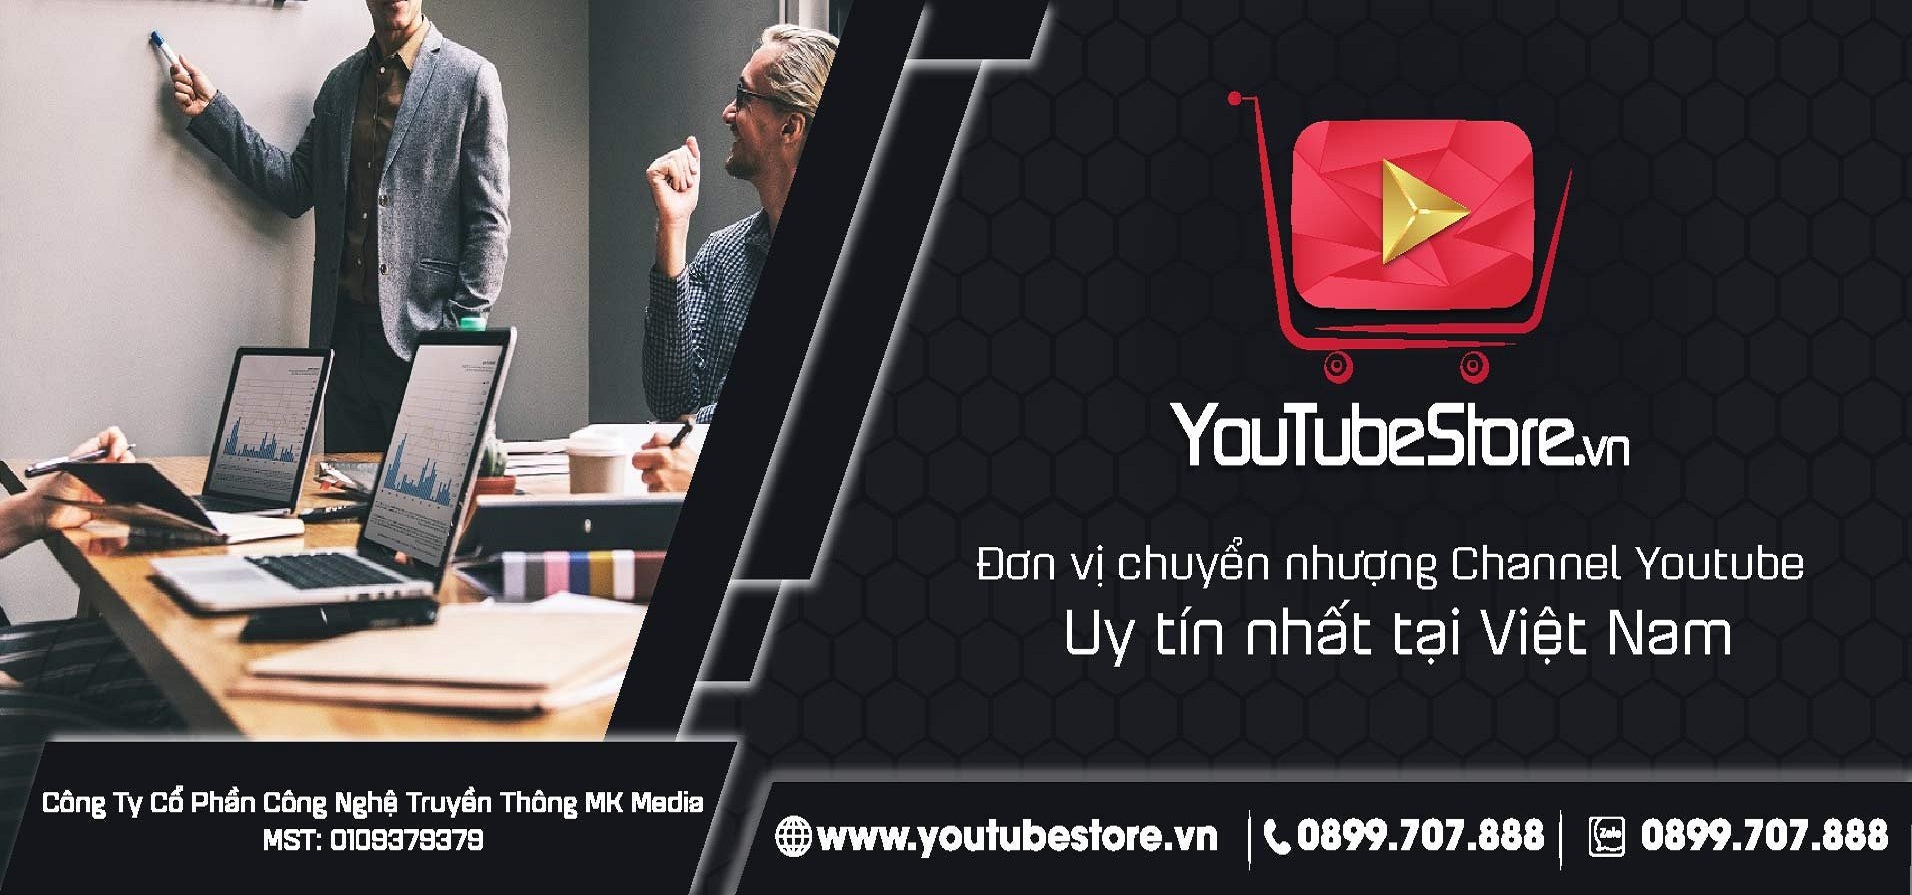 YouTubeStore.vn
Đơn vị chuyển nhượng Channel Youtube
Uy tín nhất tại Việt Nam
Công Ty Cổ Phần Công Nghệ Truyền Thông MK Media
MST: 0109379379
www.youtubestore.vn
0899.707.888
Zalo
0899.707.888